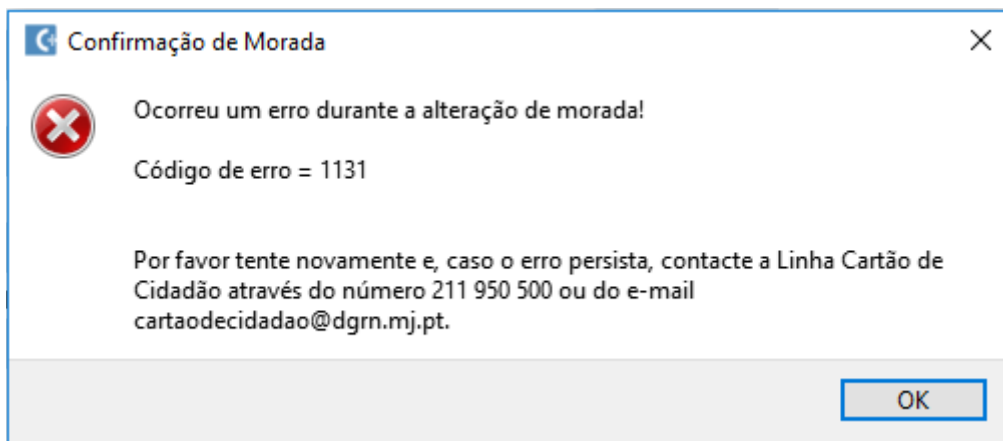 Confirmação de Morada
Ocorreu um erro durante a alteração de morada!
Código de erro = 1131
Por favor tente novamente e, caso o erro persista, contacte a Linha Cartão de
Cidadão através do número 211 950 500 ou do e-mail
cartaodecidadao@dgrn.mj.pt.
OK